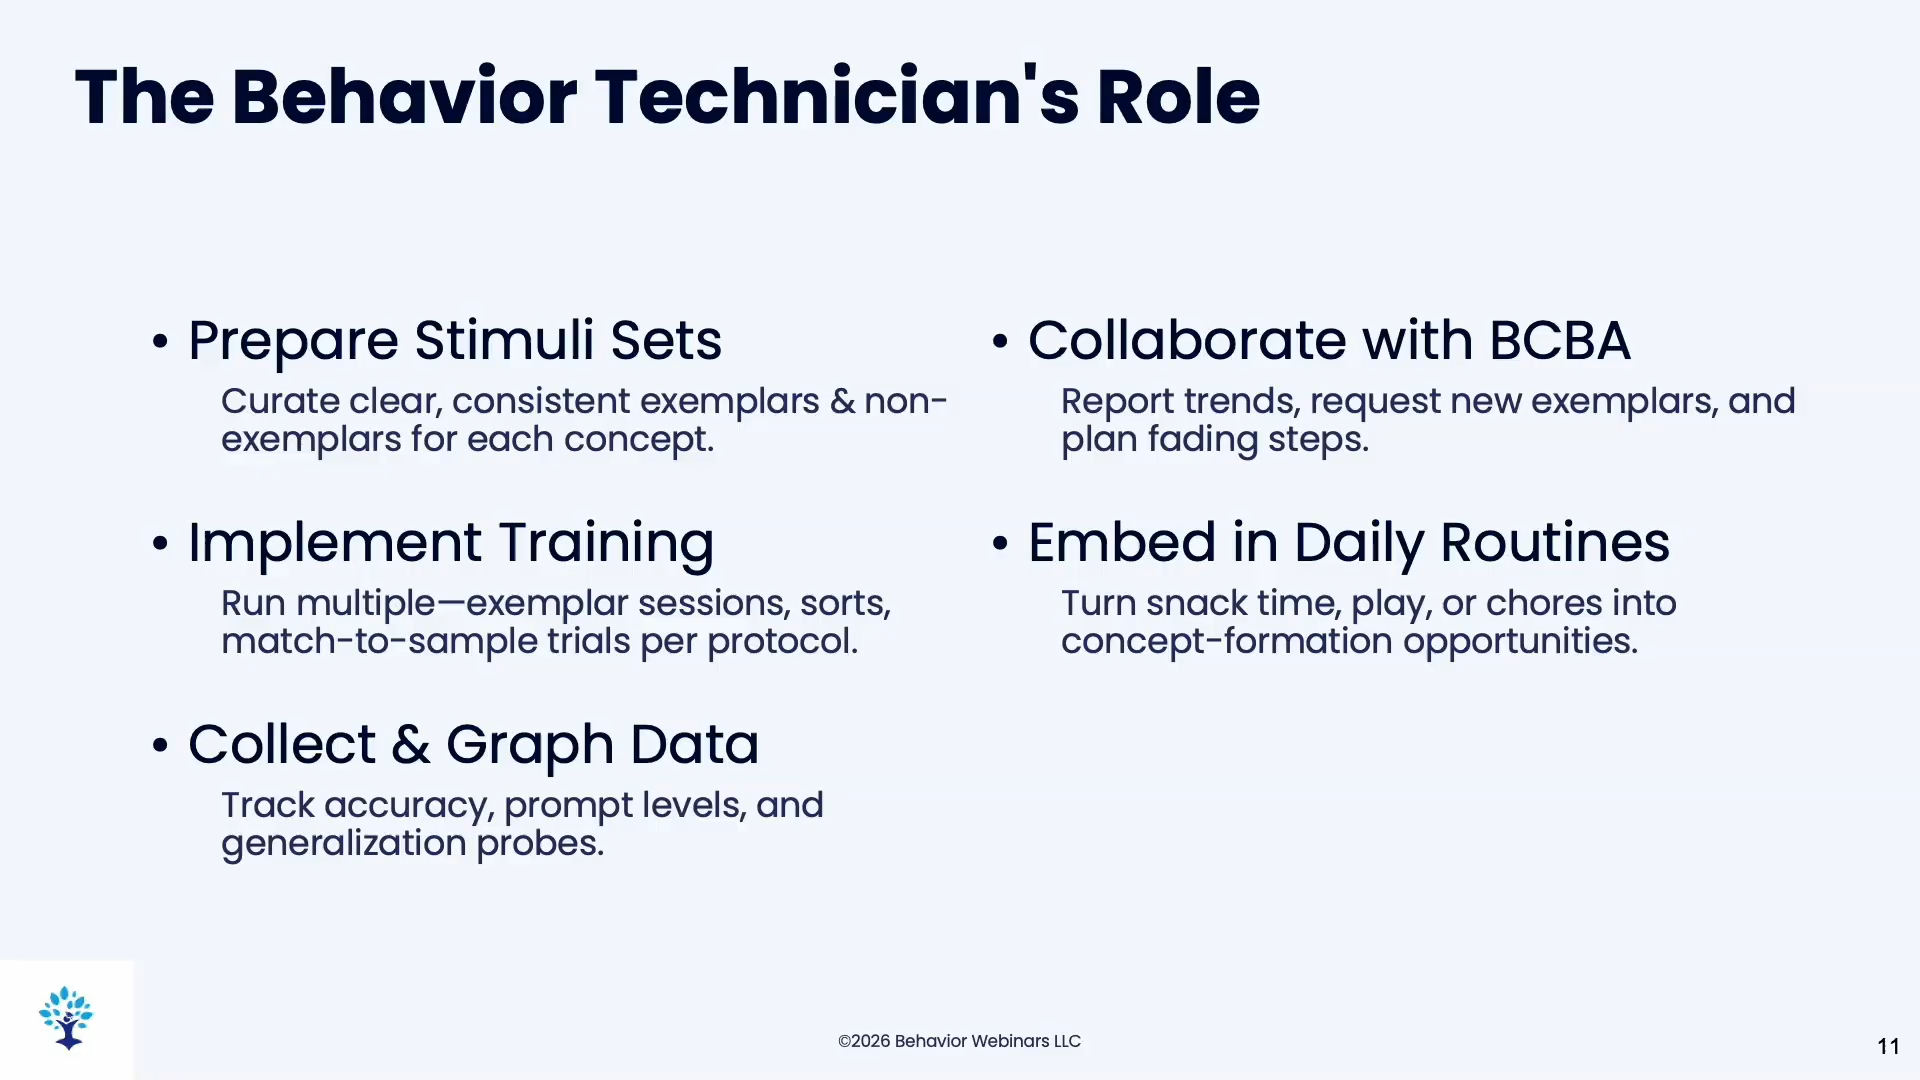 The Behavior Technician's Role
• Prepare Stimuli Sets
Curate clear, consistent exemplars & non-
exemplars for each concept.
• Implement Training
Run multiple—exemplar sessions, sorts,
match-to-sample trials per protocol.
• Collect & Graph Data
Track accuracy, prompt levels, and
generalization probes.
• Collaborate with BCBA
Report trends, request new exemplars, and
plan fading steps.
• Embed in Daily Routines
Turn snack time, play, or chores into
concept-formation opportunities.
©2026 Behavior Webinars LLC
11